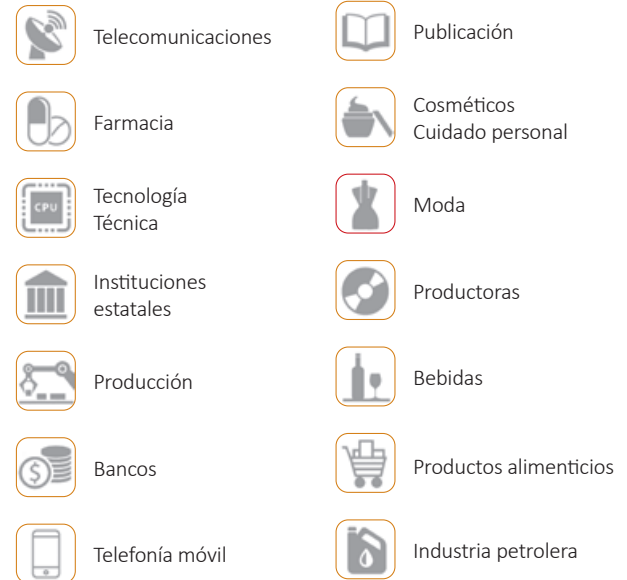 Telecomunicaciones
Farmacia
CPU
Tecnología
Técnica
Instituciones
estatales
Producción
$
Bancos
Telefonía móvil
Publicación
Cosméticos
Cuidado personal
Moda
Productoras
Bebidas
Productos alimenticios
Industria petrolera